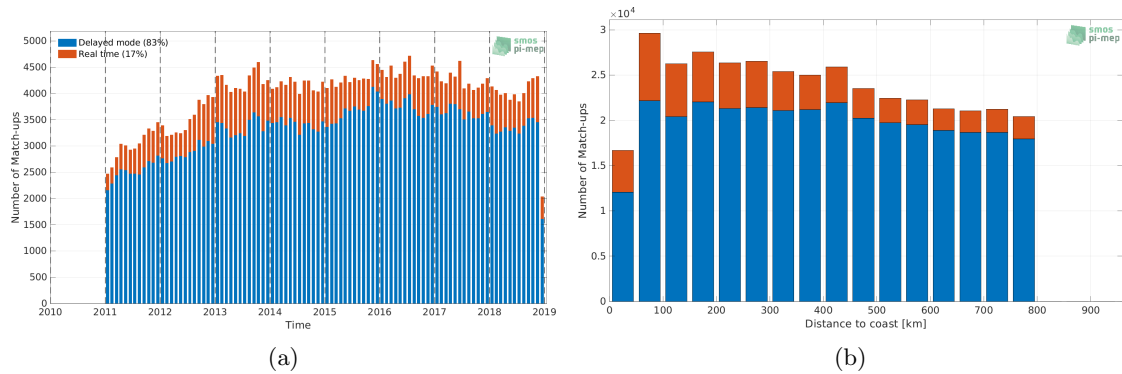 Delayed mode (83%)
Real time (17%)
smos
pi-mep
5000
4500
4000
3500
3000
2500
2000
1500
1000
500
0
Number of Match-ups
2010 2011 2012 2013 2014 2015 2016 2017 2018 2019
Time
(a)
×10⁴
smos
pi-mep
3
2.5
2
1.5
1
0.5
0
Number of Match-ups
0 100 200 300 400 500 600 700 800 900
Distance to coast [km]
(b)